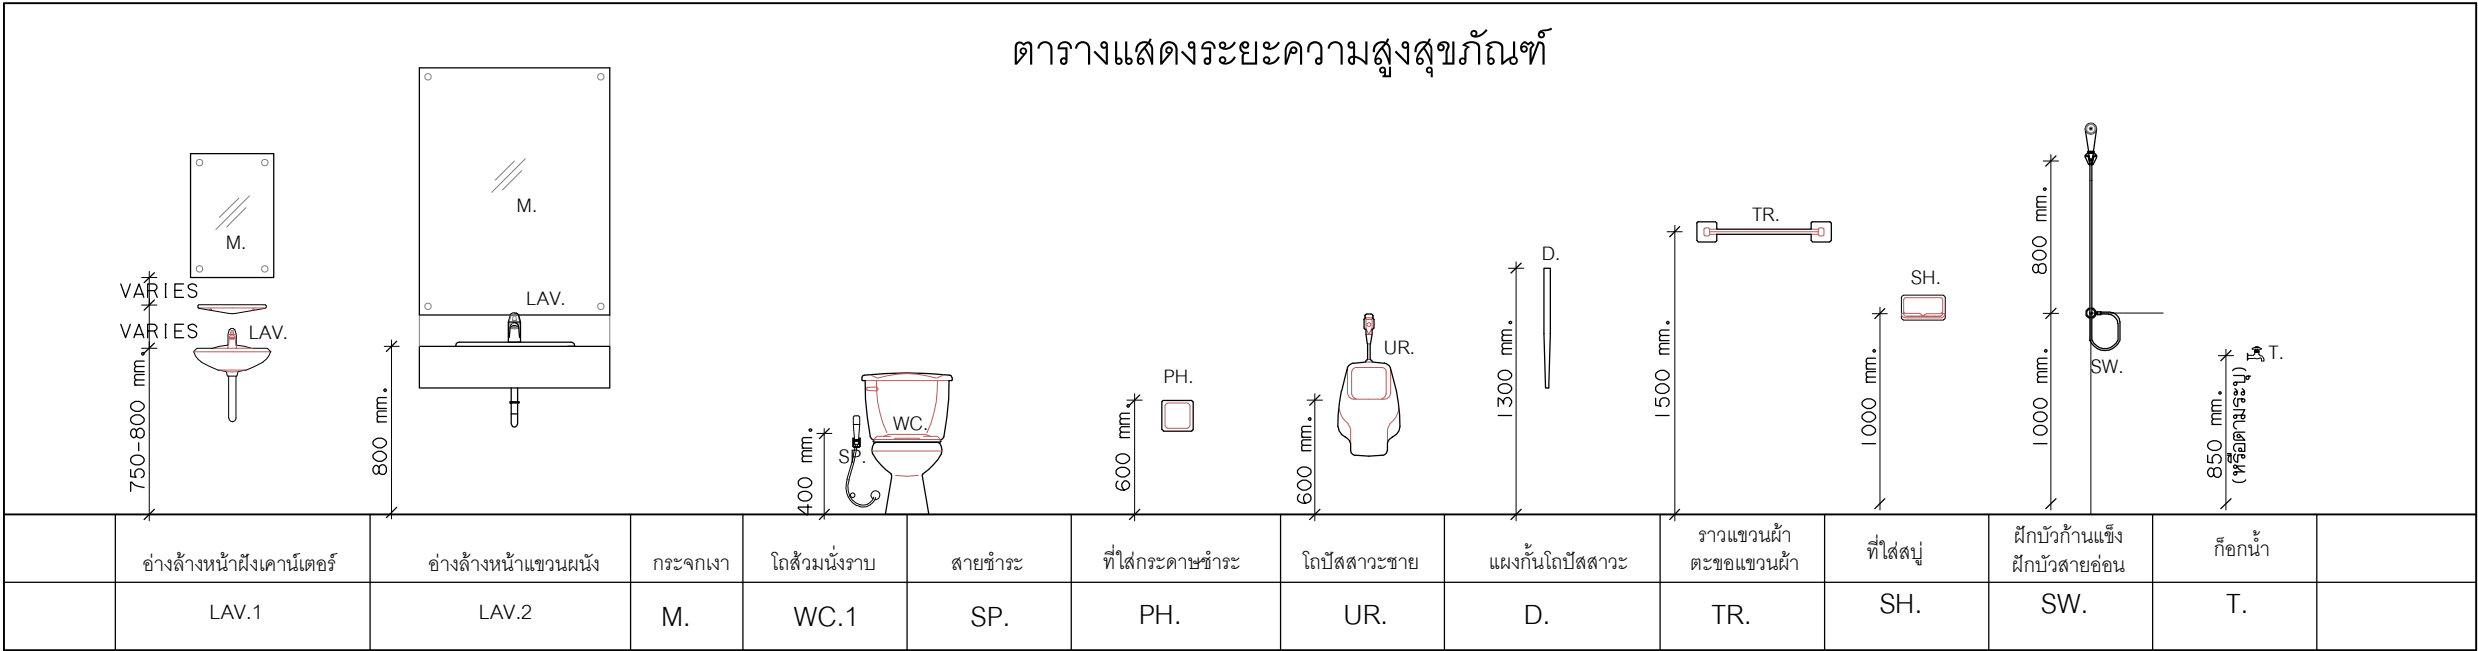 ตารางแสดงระยะความสูงสุขภัณฑ์
M.
VARIES
VARIES
LAV.
750-800 mm.
M.
LAV.
800 mm.
WC.
SP.
400 mm.
PH.
600 mm.
UR.
600 mm.
D.
1300 mm.
TR.
1500 mm.
SH.
1000 mm.
800 mm.
1000 mm.
SW.
T.
850 mm.
(หรือตามระบุ)
อ่างล้างหน้าฝังเคาน์เตอร์
อ่างล้างหน้าแขวนผนัง
กระจกเงา
โถส้วมนั่งราบ
สายชำระ
ที่ใส่กระดาษชำระ
โถปัสสาวะชาย
แผงกั้นโถปัสสาวะ
ราวแขวนผ้า
ตะขอแขวนผ้า
ที่ใส่สบู่
ฝักบัวก้านแข็ง
ฝักบัวสายอ่อน
ก็อกน้ำ
LAV.1
LAV.2
M.
WC.1
SP.
PH.
UR.
D.
TR.
SH.
SW.
T.